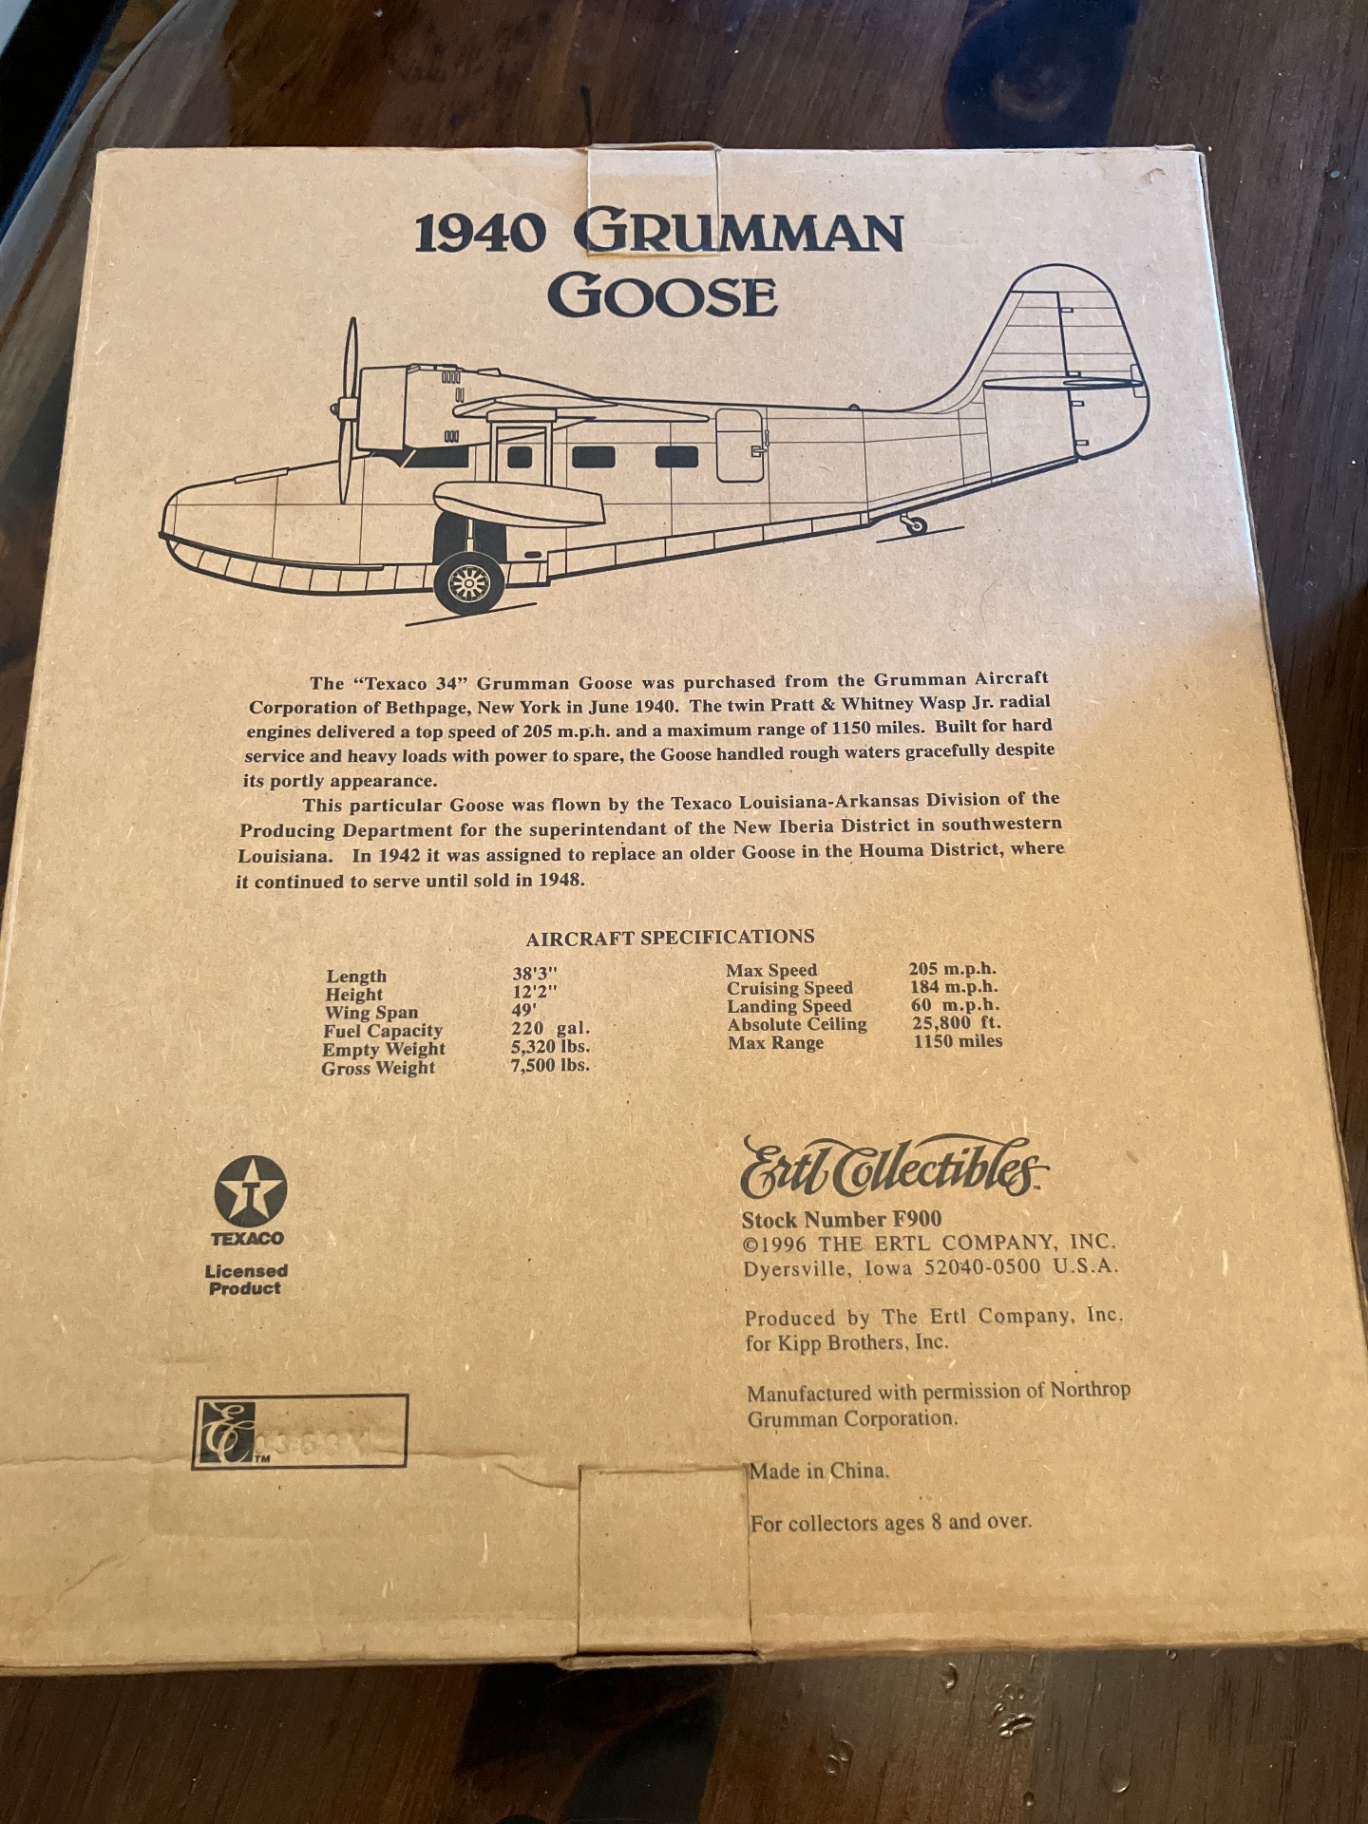 1940 GRUMMAN
GOOSE
The “Texaco 34” Grumman Goose was purchased from the Grumman Aircraft
Corporation of Bethpage, New York in June 1940. The twin Pratt & Whitney Wasp Jr. radial
engines delivered a top speed of 205 m.p.h. and a maximum range of 1150 miles. Built for hard
service and heavy loads with power to spare, the Goose handled rough waters gracefully despite
its portly appearance.
This particular Goose was flown by the Texaco Louisiana-Arkansas Division of the
Producing Department for the superintendant of the New Iberia District in southwestern
Louisiana. In 1942 it was assigned to replace an older Goose in the Houma District, where
it continued to serve until sold in 1948.
AIRCRAFT SPECIFICATIONS
Length 38'3"
Height 12'2"
Wing Span 49'
Fuel Capacity 220 gal.
Empty Weight 5,320 lbs.
Gross Weight 7,500 lbs.
Max Speed 205 m.p.h.
Cruising Speed 184 m.p.h.
Landing Speed 60 m.p.h.
Absolute Ceiling 25,800 ft.
Max Range 1150 miles
T
TEXACO
Licensed
Product
Ertl Collectibles™
Stock Number F900
©1996 THE ERTL COMPANY, INC.
Dyersville, Iowa 52040-0500 U.S.A.
Produced by The Ertl Company, Inc.
for Kipp Brothers, Inc.
Manufactured with permission of Northrop
Grumman Corporation.
Made in China.
For collectors ages 8 and over.
EC™